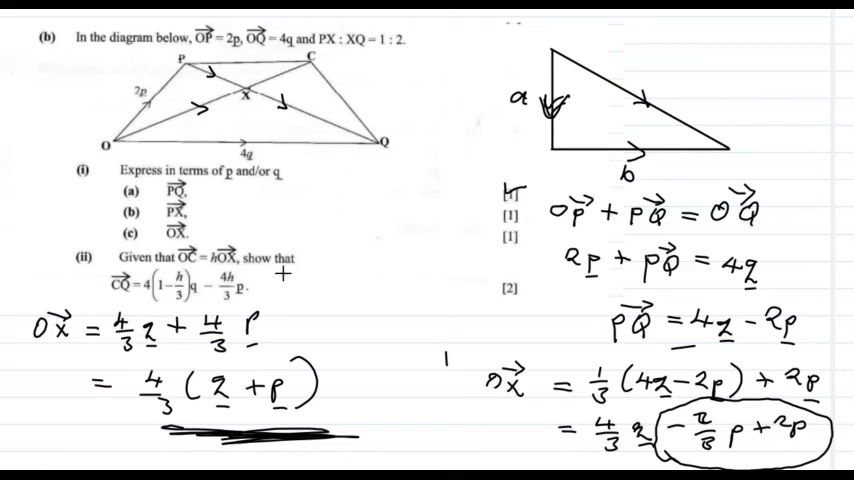 (b) In the diagram below, OP = 2p, OQ = 4q and PX : XQ = 1 : 2.
P
C
2p
X
O
4q
Q
(i) Express in terms of p and/or q
(a) PQ, [1]
(b) PX, [1]
(c) OX. [1]
(ii) Given that OC = hOX, show that
CQ = 4(1 - h/3)q - 4h/3 p. [2]
OX = 4/3 q + 4/3 p
= 4/3 (q + p)
a
b
OP + PQ = OQ
2p + PQ = 4q
PQ = 4q - 2p
OX = 1/3 (4q - 2p) + 2p
= 4/3 q - 2/3 p + 2p